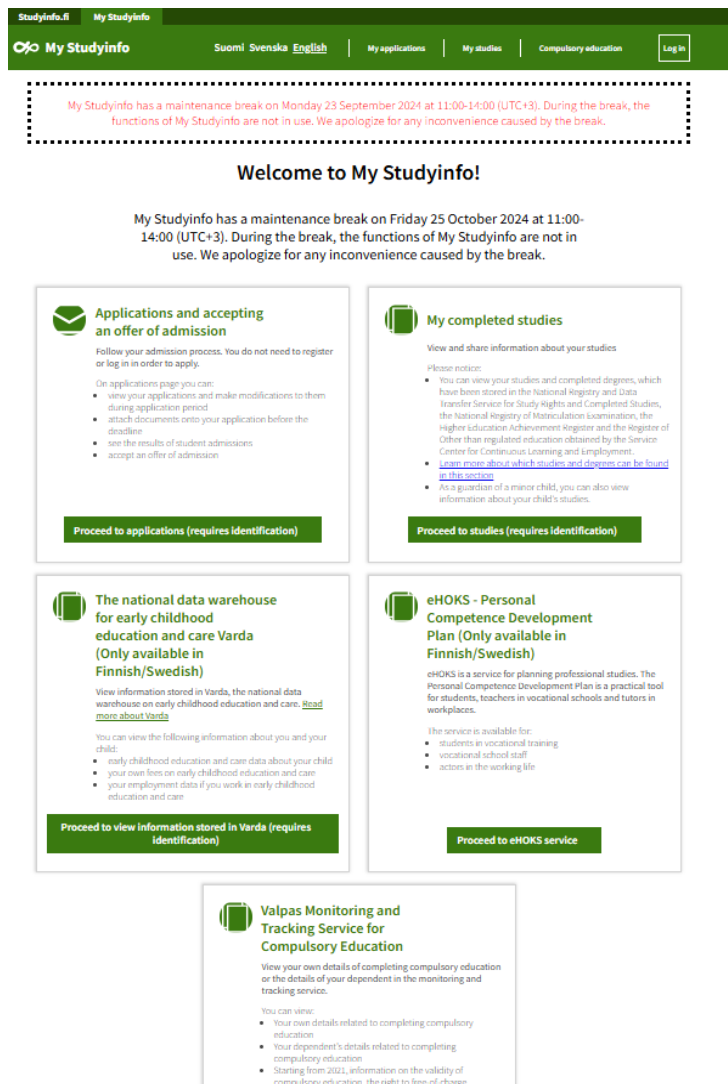 Studyinfo.fi My Studyinfo
My Studyinfo Suomi Svenska English My applications My studies Compulsory education Log in
My Studyinfo has a maintenance break on Monday 23 September 2024 at 11:00-14:00 (UTC+3). During the break, the
functions of My Studyinfo are not in use. We apologize for any inconvenience caused by the break.
Welcome to My Studyinfo!
My Studyinfo has a maintenance break on Friday 25 October 2024 at 11:00-
14:00 (UTC+3). During the break, the functions of My Studyinfo are not in
use. We apologize for any inconvenience caused by the break.
Applications and accepting
an offer of admission
Follow your admission process. You do not need to register
or log in in order to apply.
On applications page you can:
view your applications and make modifications to them
during application period
attach documents onto your application before the
deadline
see the results of student admissions
accept an offer of admission
Proceed to applications (requires identification)
My completed studies
View and share information about your studies
Please notice:
You can view your studies and completed degrees, which
have been stored in the National Registry and Data
Transfer Service for Study Rights and Completed Studies,
the National Registry of Matriculation Examination, the
Higher Education Achievement Register and the Register of
Other than regulated education obtained by the Service
Center for Continuous Learning and Employment.
Learn more about which studies and degrees can be found
in this section
As a guardian of a minor child, you can also view
information about your child's studies.
Proceed to studies (requires identification)
The national data warehouse
for early childhood
education and care Varda
(Only available in
Finnish/Swedish)
View information stored in Varda, the national data
warehouse on early childhood education and care. Read
more about Varda
You can view the following information about you and your
child:
early childhood education and care data about your child
your own fees on early childhood education and care
your employment data if you work in early childhood
education and care
Proceed to view information stored in Varda (requires
identification)
eHOKS - Personal
Competence Development
Plan (Only available in
Finnish/Swedish)
eHOKS is a service for planning professional studies. The
Personal Competence Development Plan is a practical tool
for students, teachers in vocational schools and tutors in
workplaces.
The service is available for:
students in vocational training
vocational school staff
actors in the working life
Proceed to eHOKS service
Valpas Monitoring and
Tracking Service for
Compulsory Education
View your own details of completing compulsory education
or the details of your dependent in the monitoring and
tracking service.
You can view:
Your own details related to completing compulsory
education
Your dependent's details related to completing
compulsory education
Starting from 2021, information on the validity of
compulsory education, the right to free-of-charge